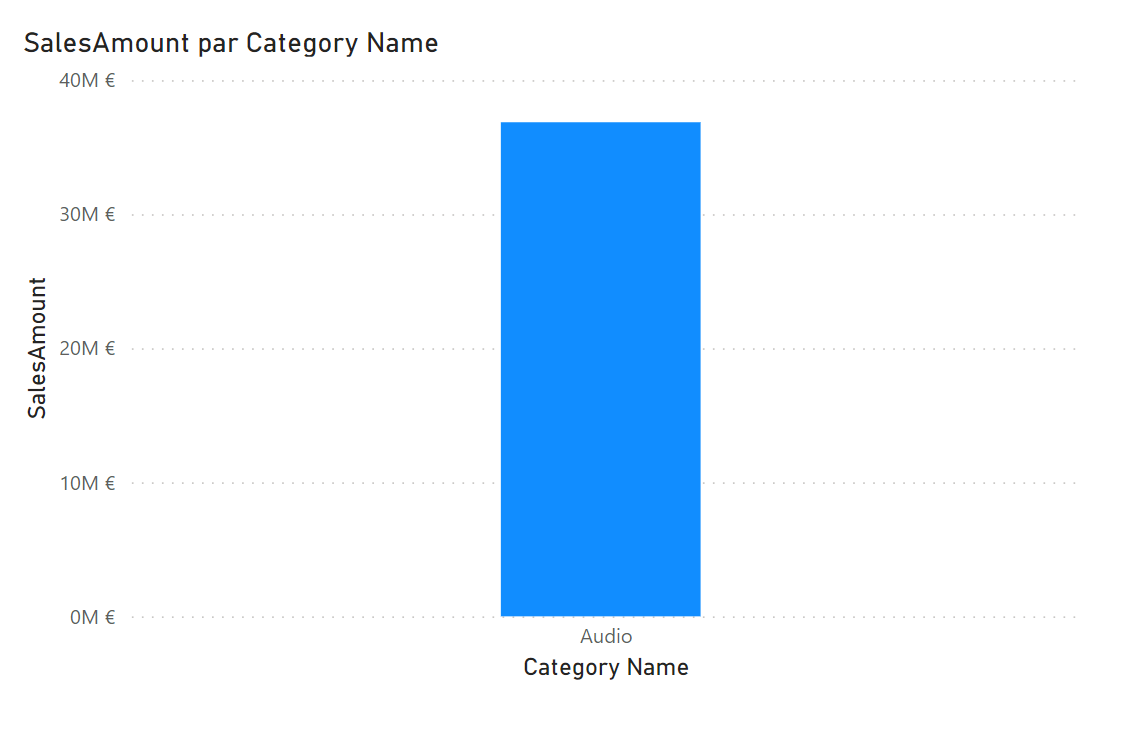 SalesAmount par Category Name
40M €
30M €
20M €
10M €
0M €
SalesAmount
Audio
Category Name